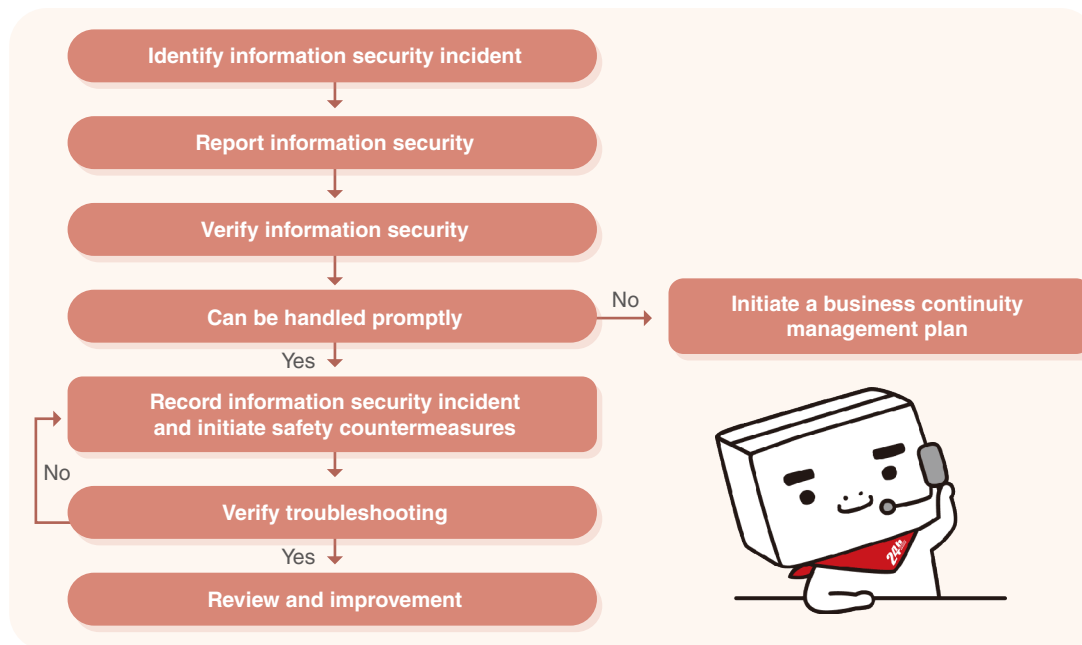 Identify information security incident
Report information security
Verify information security
Can be handled promptly
No
Initiate a business continuity
management plan
Yes
Record information security incident
and initiate safety countermeasures
No
Verify troubleshooting
Yes
Review and improvement
24h